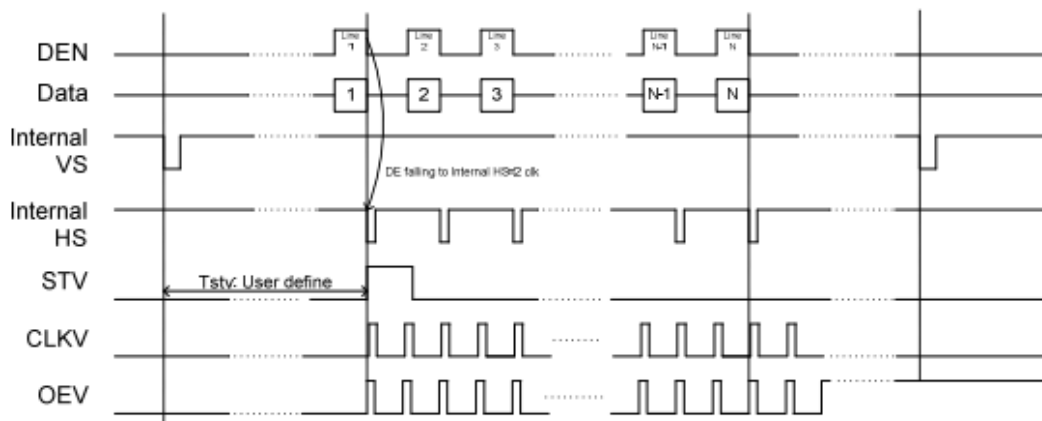 DEN
Line 1
Line 2
Line 3
Line N-1
Line N
Data
1 2 3 N-1 N
Internal
VS
DE falling to Internal HS=12 clk
Internal
HS
STV
Tstv: User define
CLKV
OEV